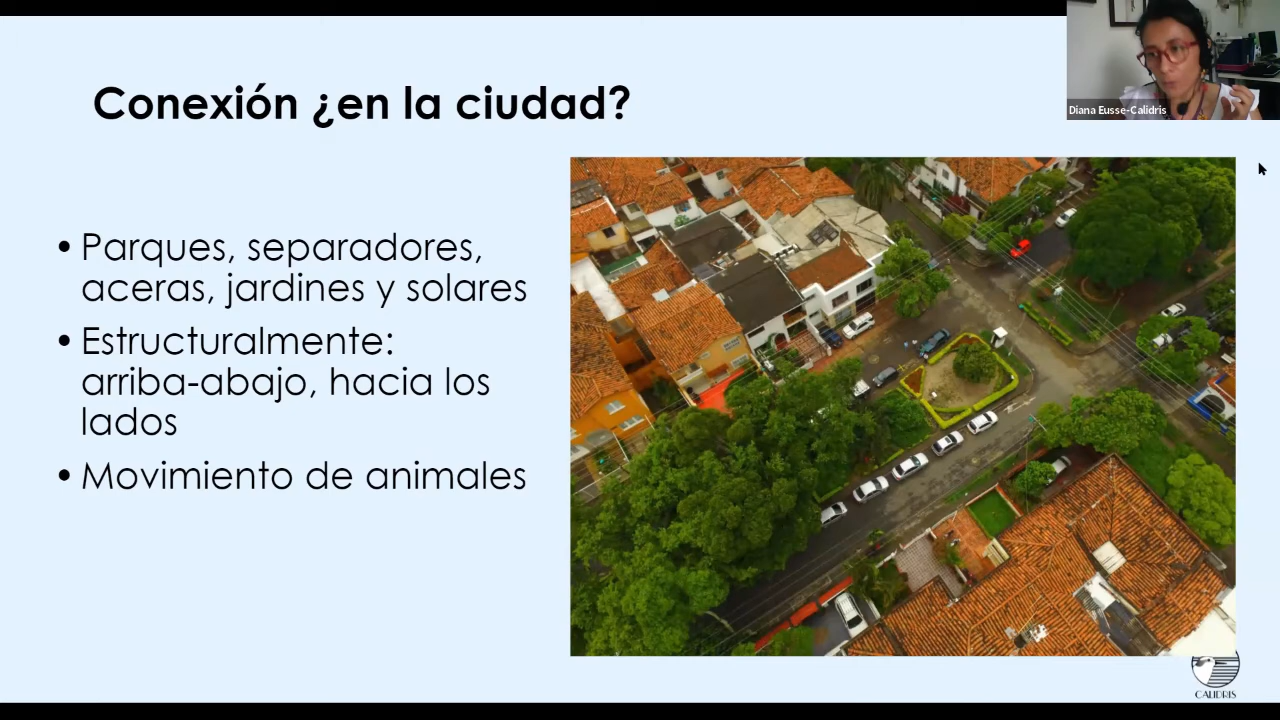 Conexión ¿en la ciudad?
Diana Eusse-Calidris
• Parques, separadores,
aceras, jardines y solares
• Estructuralmente:
arriba-abajo, hacia los
lados
• Movimiento de animales
CALIDRIS